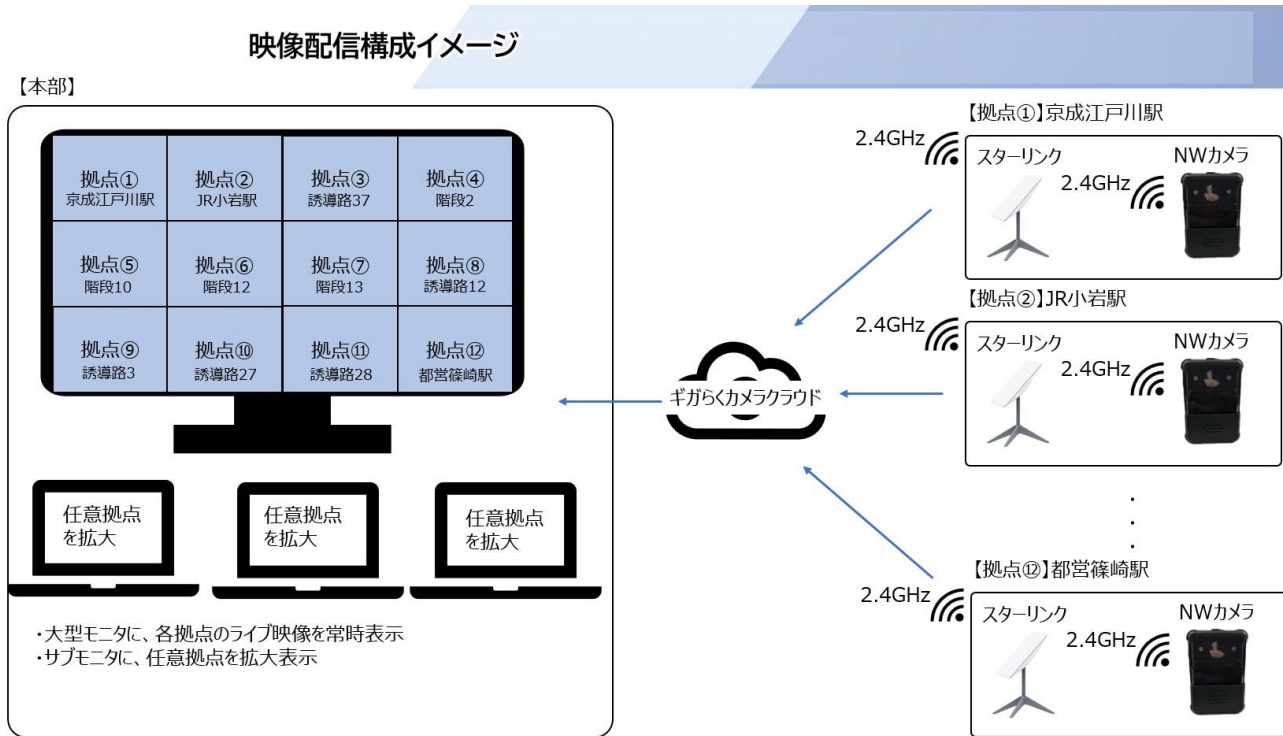 映像配信構成イメージ
【本部】
拠点①
京成江戸川駅
拠点②
JR小岩駅
拠点③
誘導路37
拠点④
階段2
拠点⑤
階段10
拠点⑥
階段12
拠点⑦
階段13
拠点⑧
誘導路12
拠点⑨
誘導路3
拠点⑩
誘導路27
拠点⑪
誘導路28
拠点⑫
都営篠崎駅
任意拠点
を拡大
任意拠点
を拡大
任意拠点
を拡大
・大型モニタに、各拠点のライブ映像を常時表示
・サブモニタに、任意拠点を拡大表示
ギガらくカメラクラウド
【拠点①】京成江戸川駅
2.4GHz
スターリンク
NWカメラ
2.4GHz
【拠点②】JR小岩駅
2.4GHz
スターリンク
NWカメラ
2.4GHz
・
・
・
【拠点⑫】都営篠崎駅
2.4GHz
スターリンク
NWカメラ
2.4GHz